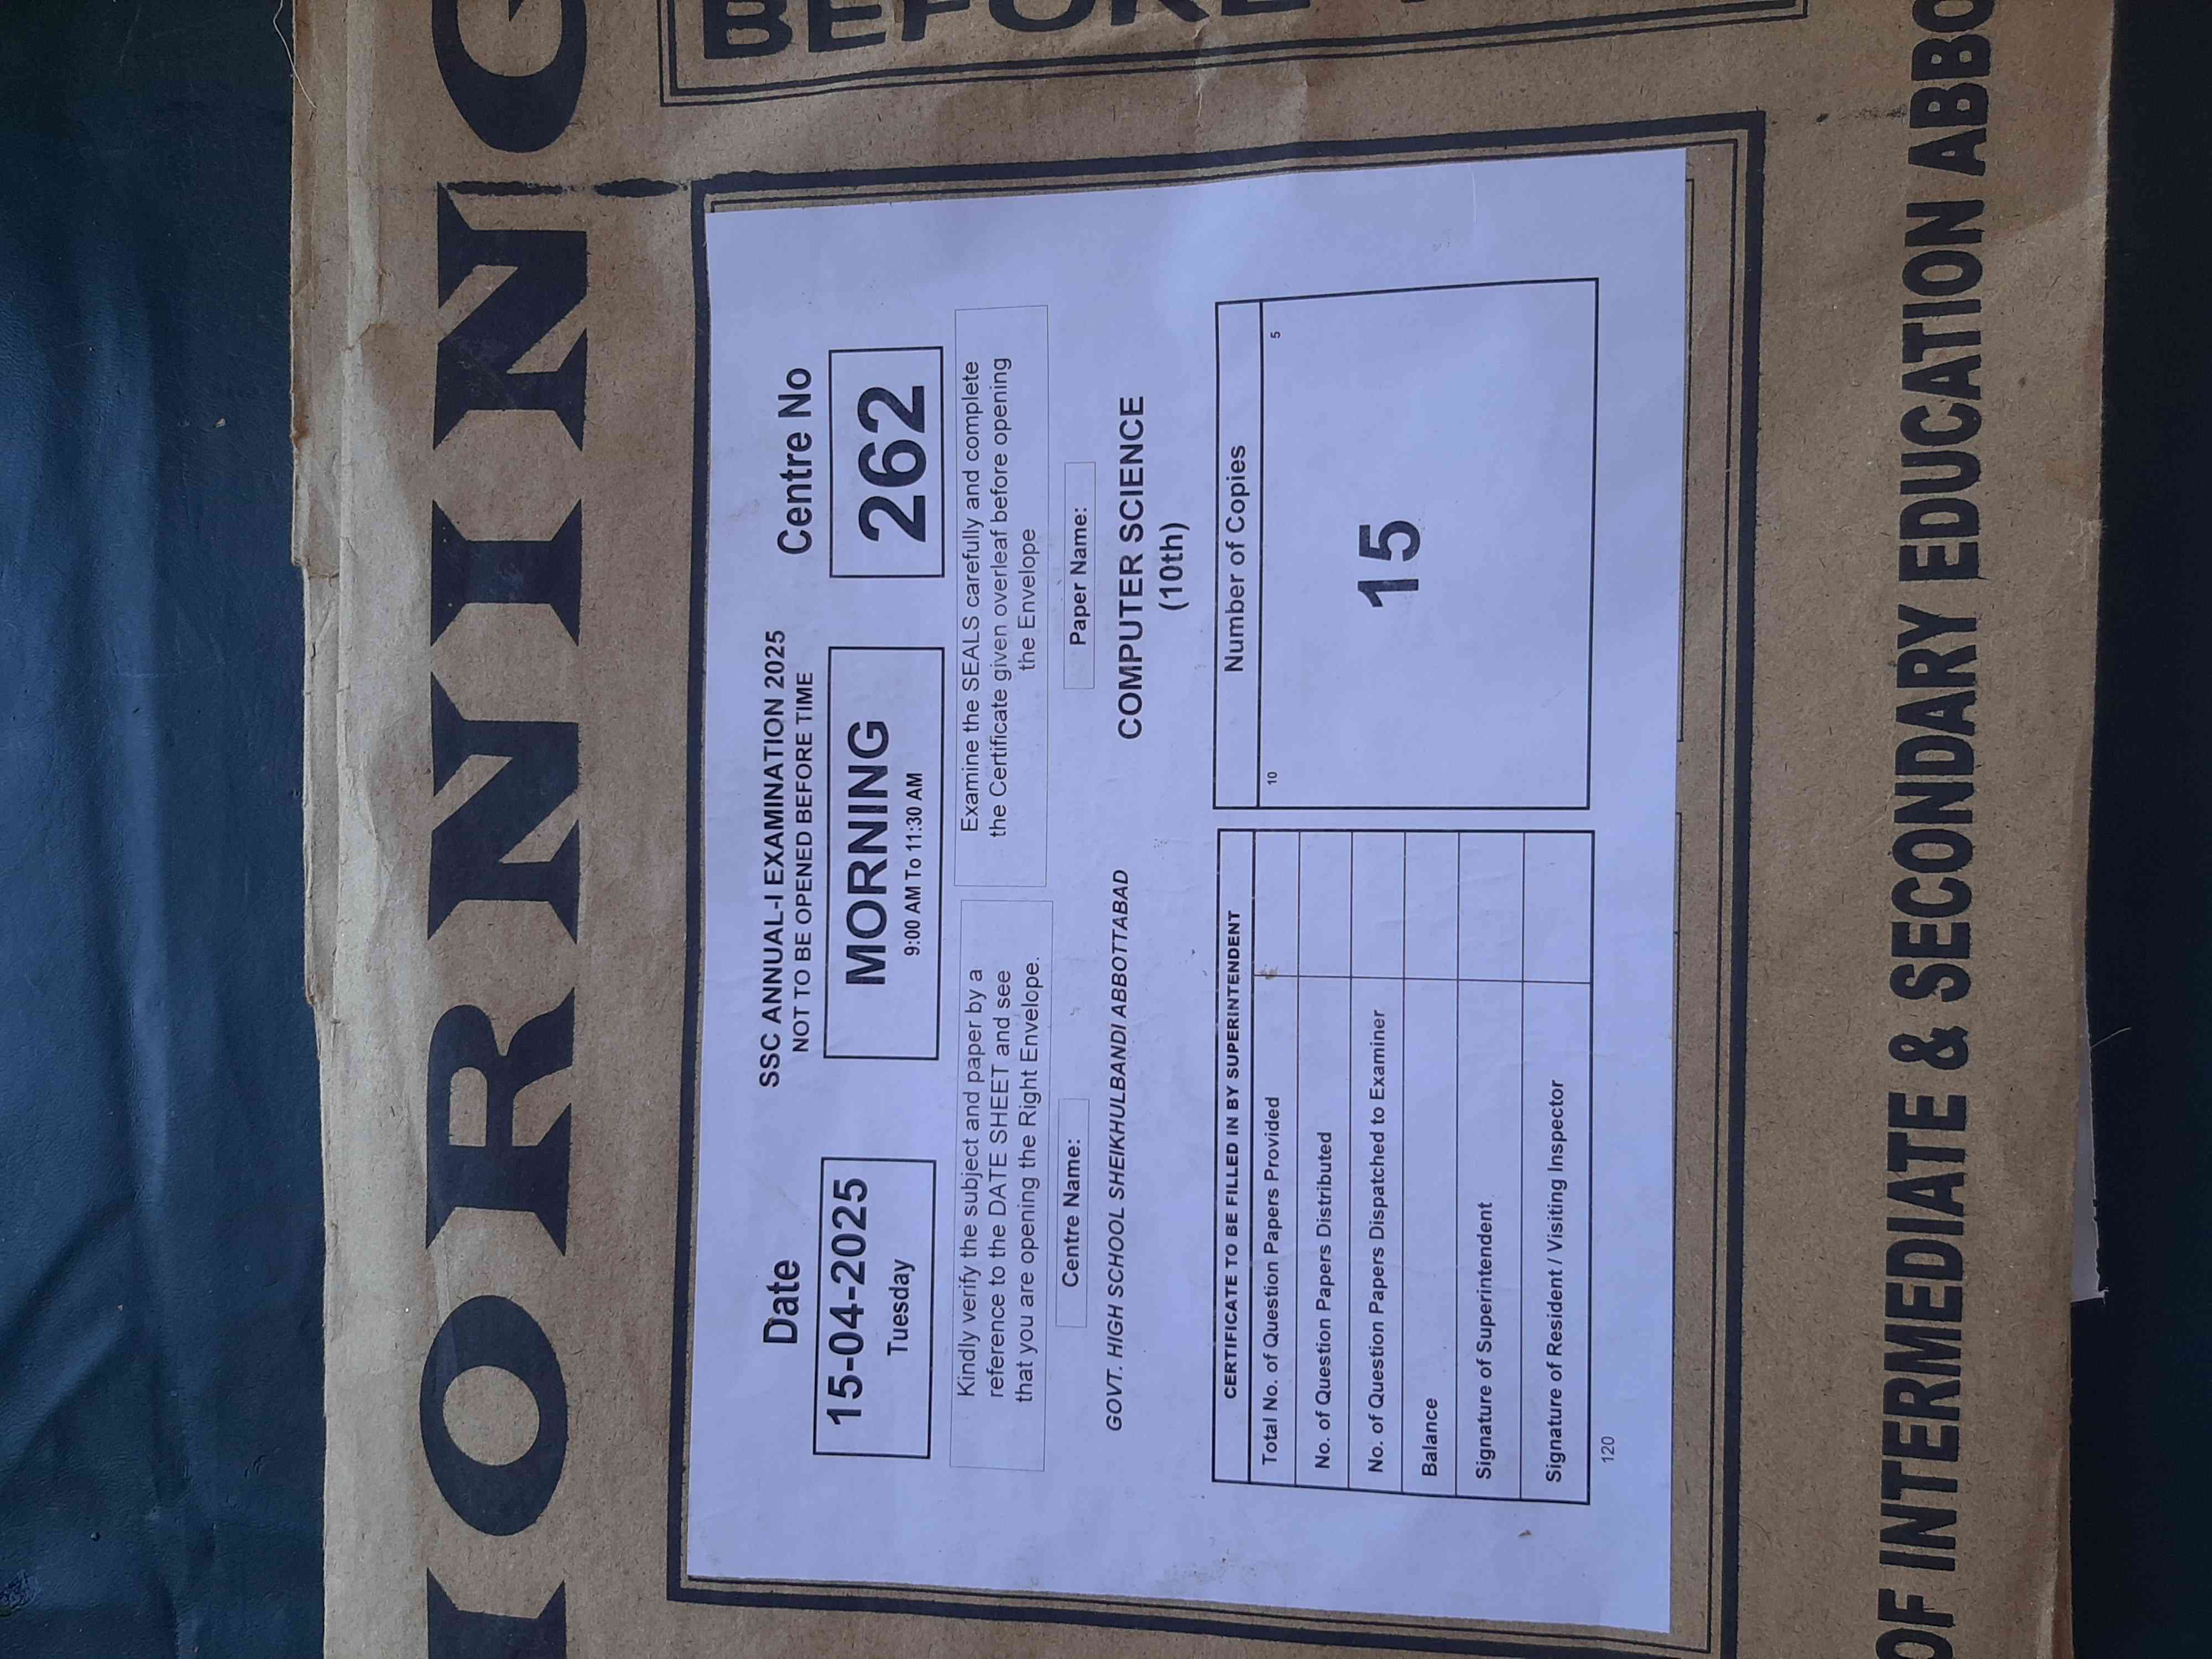 BEFORE
MORNING
SSC ANNUAL-I EXAMINATION 2025
NOT TO BE OPENED BEFORE TIME
Date
Centre No
15-04-2025
Tuesday
MORNING
9:00 AM To 11:30 AM
262
Kindly verify the subject and paper by a
reference to the DATE SHEET and see
that you are opening the Right Envelope.
Examine the SEALS carefully and complete
the Certificate given overleaf before opening
the Envelope
Centre Name:
Paper Name:
GOVT. HIGH SCHOOL SHEIKHULBANDI ABBOTTABAD
COMPUTER SCIENCE
(10th)
CERTIFICATE TO BE FILLED IN BY SUPERINTENDENT
Total No. of Question Papers Provided
No. of Question Papers Distributed
No. of Question Papers Dispatched to Examiner
Balance
Signature of Superintendent
Signature of Resident / Visiting Inspector
Number of Copies
10 5
15
120
OF INTERMEDIATE & SECONDARY EDUCATION ABBO